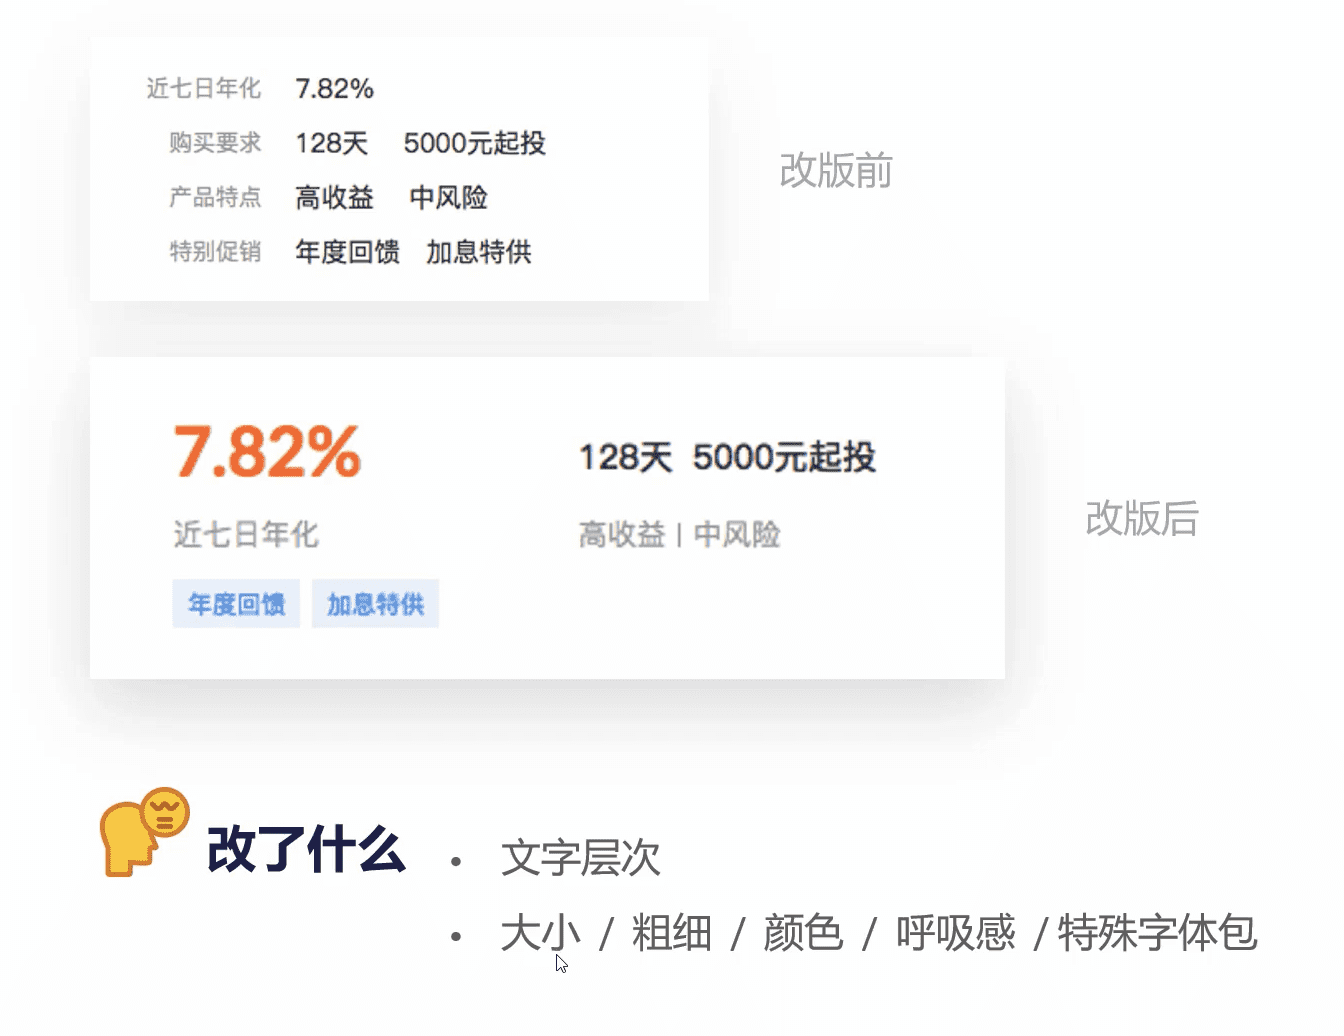 近七日年化 7.82%
购买要求 128天 5000元起投
产品特点 高收益 中风险
特别促销 年度回馈 加息特供
改版前
7.82%
128天 5000元起投
近七日年化
高收益 | 中风险
年度回馈 加息特供
改版后
改了什么
• 文字层次
• 大小 / 粗细 / 颜色 / 呼吸感 / 特殊字体包